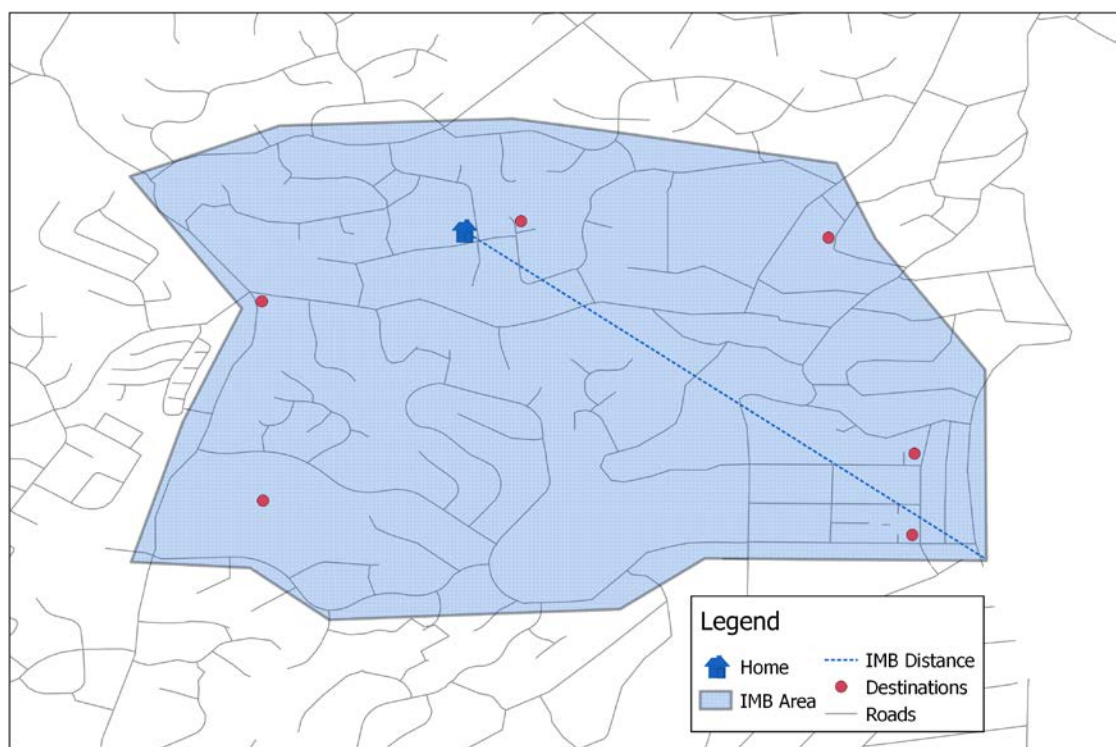 Legend
Home
IMB Area
IMB Distance
Destinations
Roads